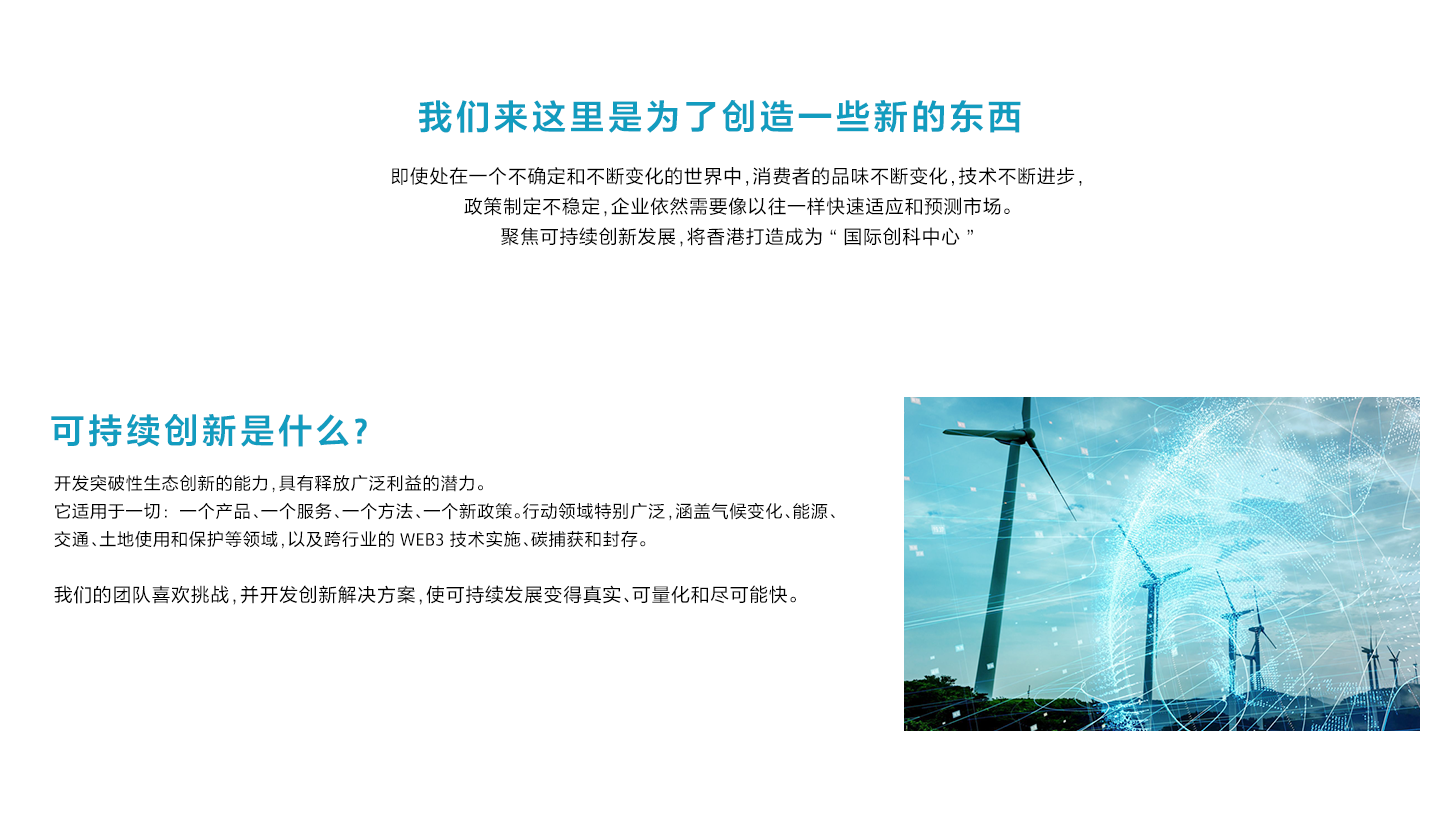 我们来这里是为了创造一些新的东西
即使处在一个不确定和不断变化的世界中,消费者的品味不断变化,技术不断进步,
政策制定不稳定,企业依然需要像以往一样快速适应和预测市场。
聚焦可持续创新发展,将香港打造成为 “ 国际创科中心 ”
可持续创新是什么?
开发突破性生态创新的能力,具有释放广泛利益的潜力。
它适用于一切：一个产品、一个服务、一个方法、一个新政策。行动领域特别广泛,涵盖气候变化、能源、
交通、土地使用和保护等领域,以及跨行业的 WEB3 技术实施、碳捕获和封存。
我们的团队喜欢挑战,并开发创新解决方案,使可持续发展变得真实、可量化和尽可能快。